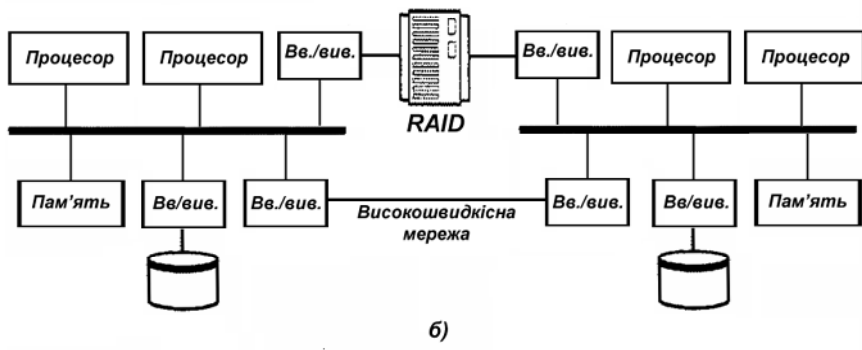 Процесор
Процесор
Вв./вив.
Вв./вив.
Процесор
Процесор
RAID
Пам'ять
Вв/вив.
Вв./вив.
Високошвидкісна
мережа
Вв./вив.
Вв/вив.
Пам'ять
б)